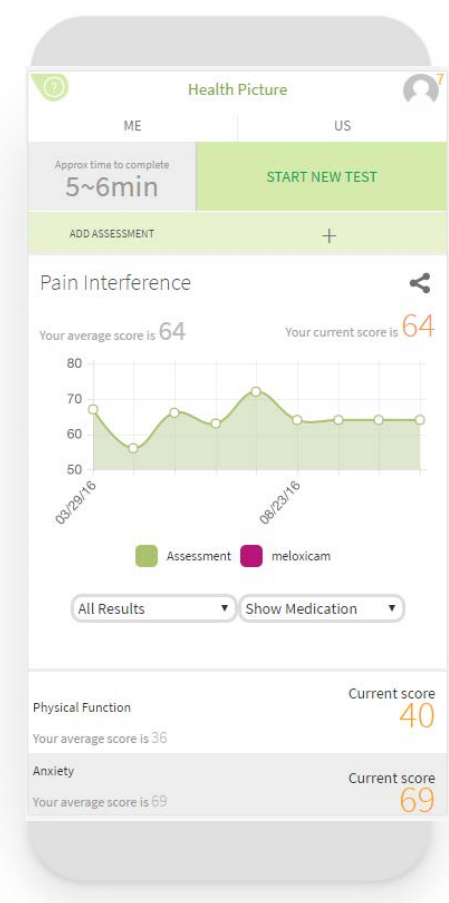 ?
Health Picture
7
ME
US
Approx time to complete
5~6min
START NEW TEST
ADD ASSESSMENT
+
Pain Interference
Your average score is 64
Your current score is 64
80
70
60
50
03/29/16
08/23/16
Assessment
meloxicam
All Results
Show Medication
Physical Function
Current score
40
Your average score is 36
Anxiety
Current score
Your average score is 69
69